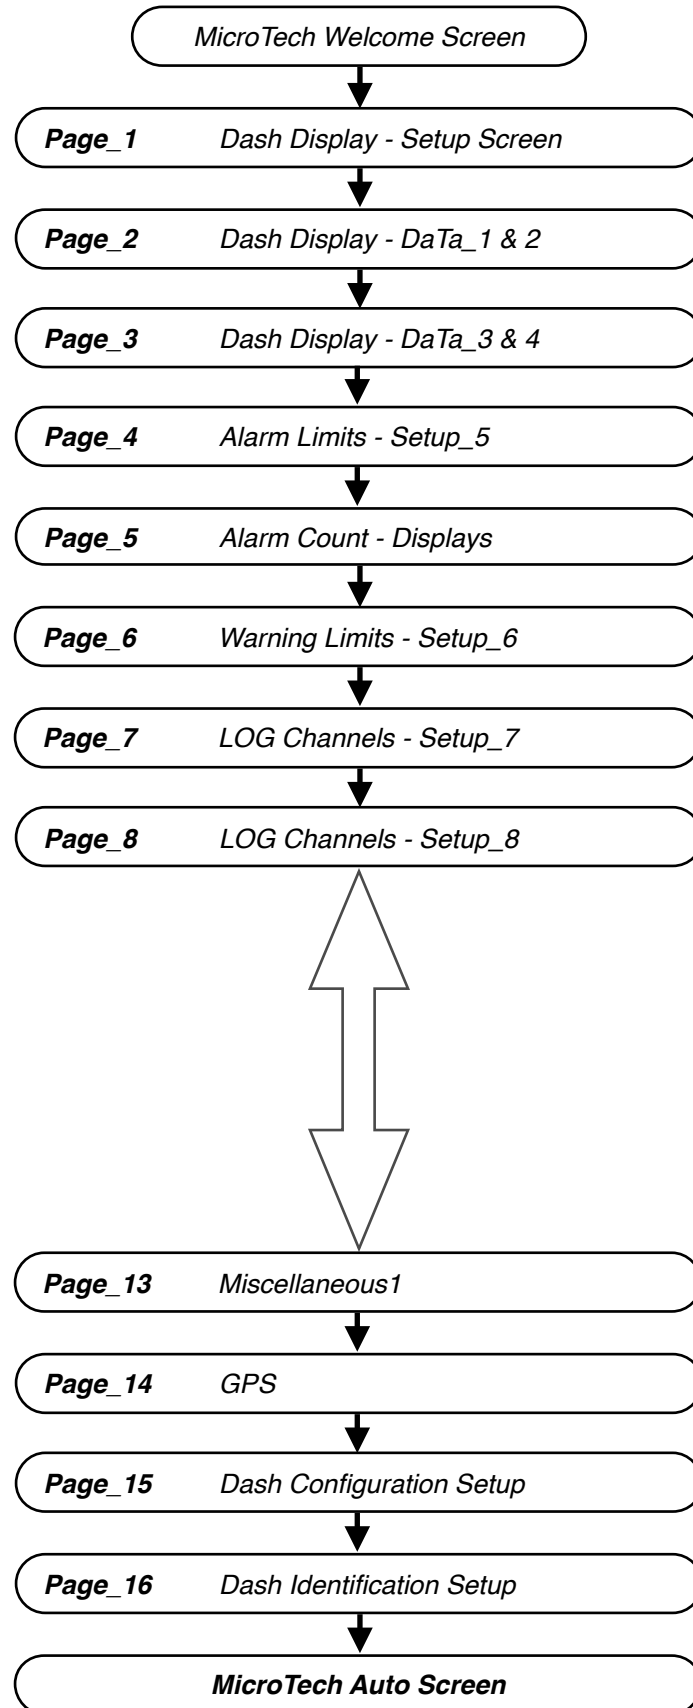 MicroTech Welcome Screen
Page_1 Dash Display - Setup Screen
Page_2 Dash Display - DaTa_1 & 2
Page_3 Dash Display - DaTa_3 & 4
Page_4 Alarm Limits - Setup_5
Page_5 Alarm Count - Displays
Page_6 Warning Limits - Setup_6
Page_7 LOG Channels - Setup_7
Page_8 LOG Channels - Setup_8
Page_13 Miscellaneous1
Page_14 GPS
Page_15 Dash Configuration Setup
Page_16 Dash Identification Setup
MicroTech Auto Screen